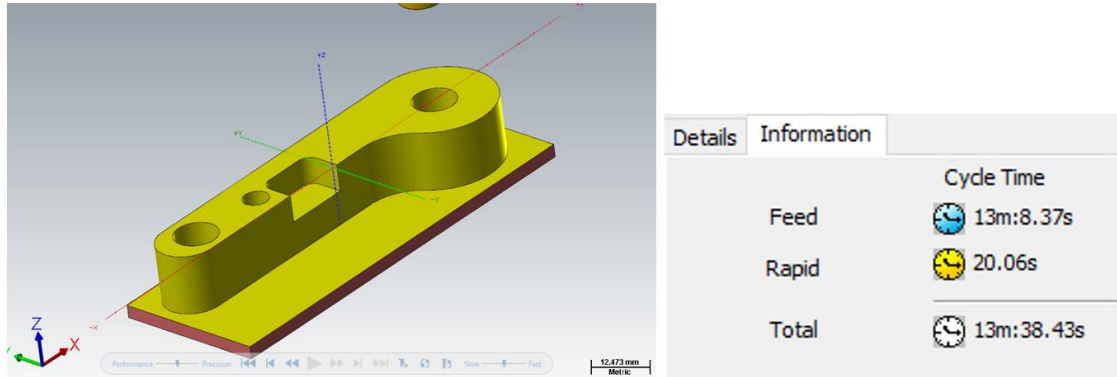 +X
+Z
+Y
-Y
-X
Z
Y
X
Performance Precision Slow Fast
12.473 mm
Metric
Details Information
Cycle Time
Feed 13m:8.37s
Rapid 20.06s
Total 13m:38.43s